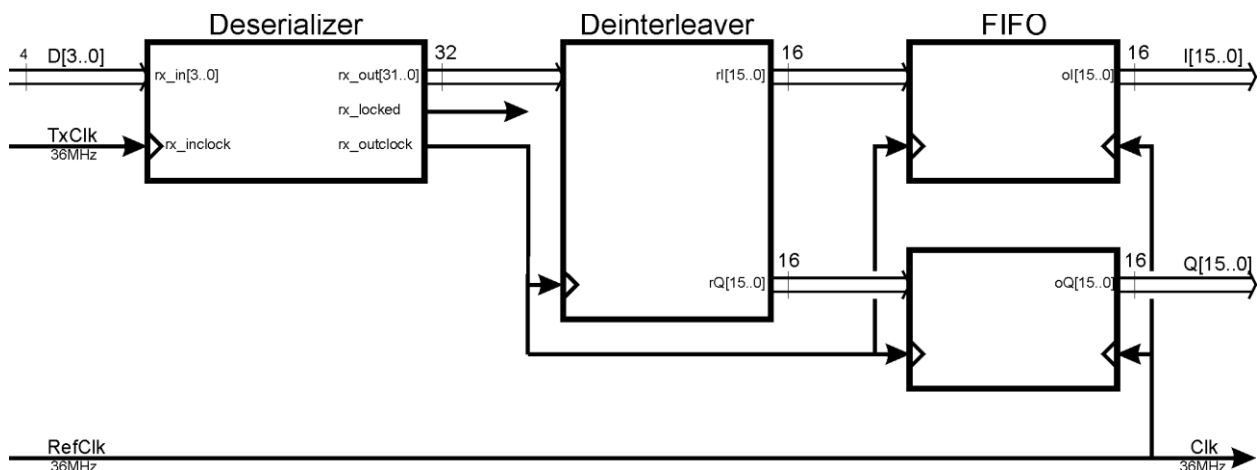 Deserializer
Deinterleaver
FIFO
4
D[3..0]
32
16
16
I[15..0]
rx_in[3..0]
rx_out[31..0]
rI[15..0]
oI[15..0]
rx_locked
TxClk
36MHz
rx_inclock
rx_outclock
16
16
Q[15..0]
rQ[15..0]
oQ[15..0]
RefClk
36MHz
Clk
36MHz